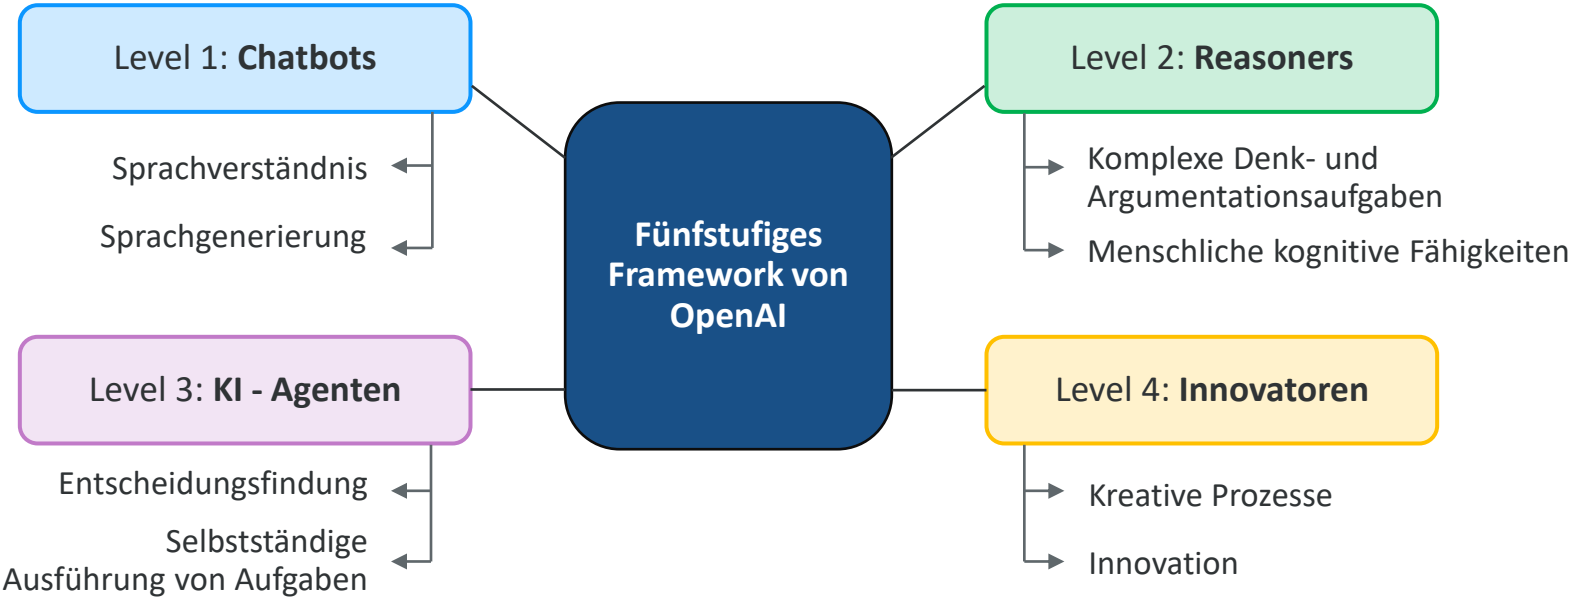 Level 1: Chatbots
Sprachverständnis
Sprachgenerierung
Level 2: Reasoners
Komplexe Denk- und
Argumentationsaufgaben
Menschliche kognitive Fähigkeiten
Fünfstufiges
Framework von
OpenAI
Level 3: KI - Agenten
Entscheidungsfindung
Selbstständige
Ausführung von Aufgaben
Level 4: Innovatoren
Kreative Prozesse
Innovation